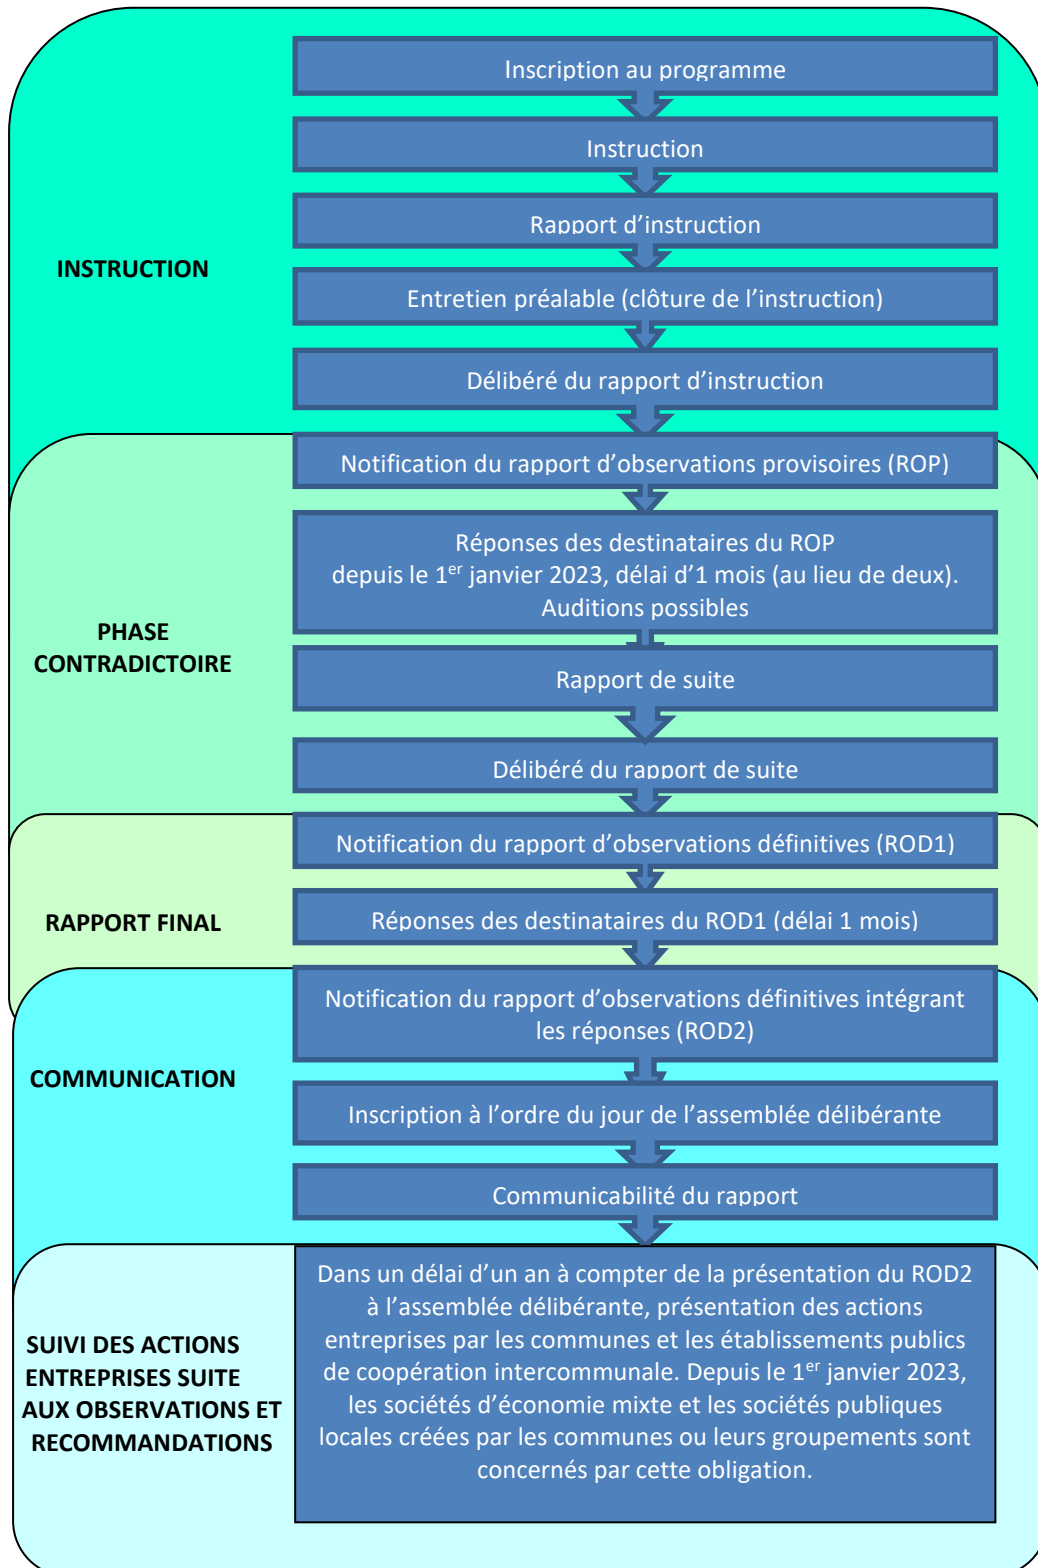 Inscription au programme
Instruction
Rapport d'instruction
INSTRUCTION
Entretien préalable (clôture de l'instruction)
Délibéré du rapport d'instruction
Notification du rapport d'observations provisoires (ROP)
Réponses des destinataires du ROP
depuis le 1er janvier 2023, délai d'1 mois (au lieu de deux).
Auditions possibles
PHASE
CONTRADICTOIRE
Rapport de suite
Délibéré du rapport de suite
Notification du rapport d'observations définitives (ROD1)
RAPPORT FINAL
Réponses des destinataires du ROD1 (délai 1 mois)
Notification du rapport d'observations définitives intégrant
les réponses (ROD2)
COMMUNICATION
Inscription à l'ordre du jour de l'assemblée délibérante
Communicabilité du rapport
SUIVI DES ACTIONS
ENTREPRISES SUITE
AUX OBSERVATIONS ET
RECOMMANDATIONS
Dans un délai d'un an à compter de la présentation du ROD2
à l'assemblée délibérante, présentation des actions
entreprises par les communes et les établissements publics
de coopération intercommunale. Depuis le 1er janvier 2023,
les sociétés d'économie mixte et les sociétés publiques
locales créées par les communes ou leurs groupements sont
concernés par cette obligation.